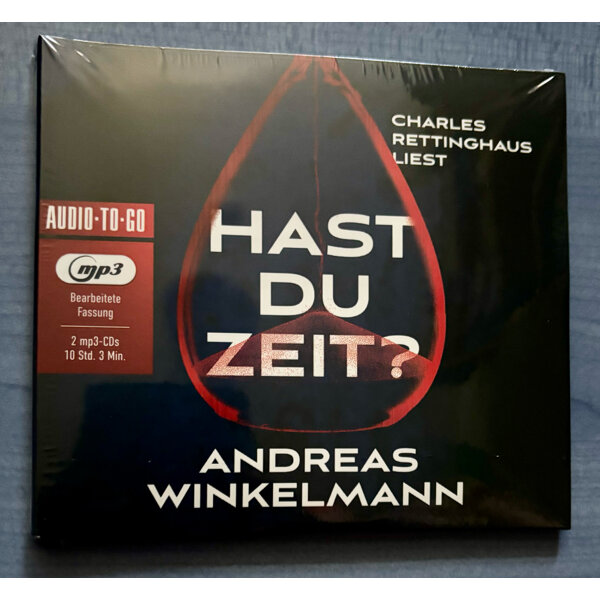 CHARLES
RETTINGHAUS
LIEST
AUDIO·TO·GO
mp3
Bearbeitete
Fassung
2 mp3-CDs
10 Std. 3 Min.
HAST
DU
ZEIT?
ANDREAS
WINKELMANN